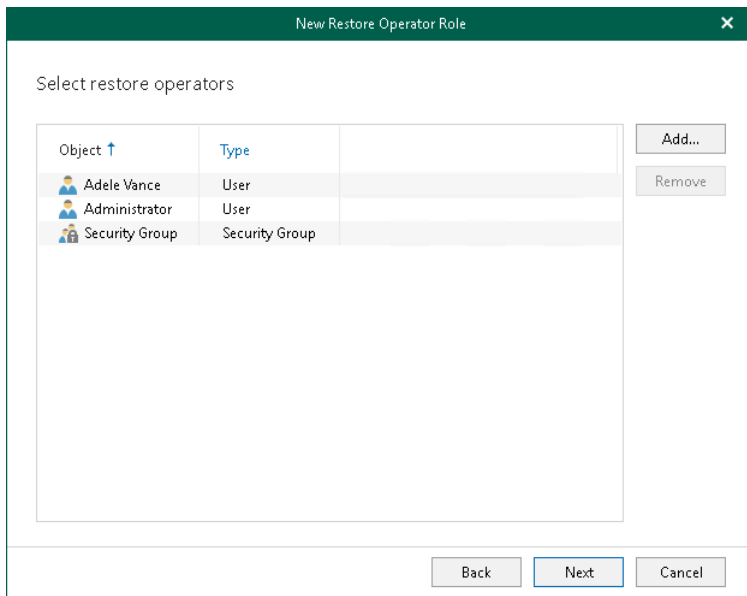 New Restore Operator Role
Select restore operators
Object Type
Add...
Adele Vance User
Remove
Administrator User
Security Group Security Group
Back Next Cancel